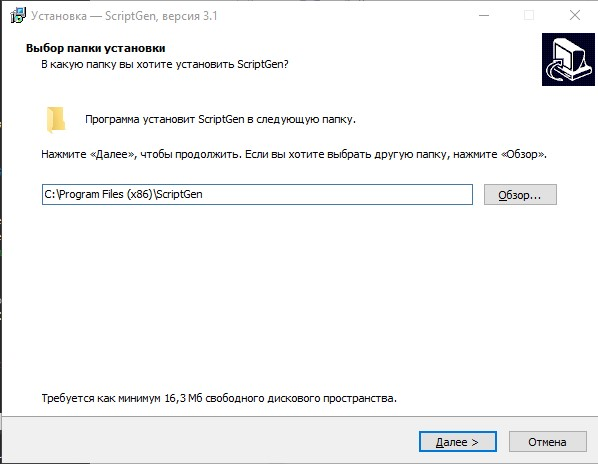 Установка — ScriptGen, версия 3.1
Выбор папки установки
В какую папку вы хотите установить ScriptGen?
Программа установит ScriptGen в следующую папку.
Нажмите «Далее», чтобы продолжить. Если вы хотите выбрать другую папку, нажмите «Обзор».
C:\Program Files (x86)\ScriptGen
Обзор...
Требуется как минимум 16,3 Мб свободного дискового пространства.
Далее >
Отмена